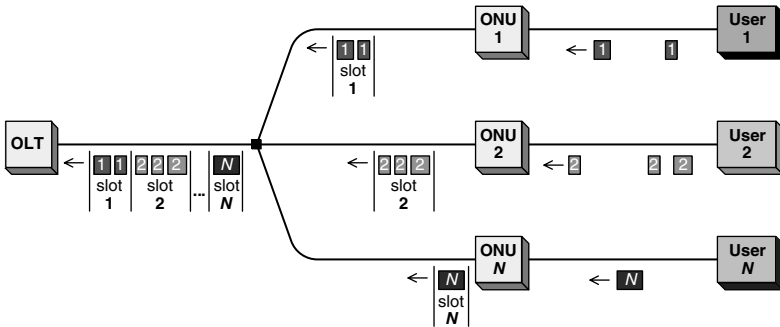 ONU
1
User
1
1 1
slot
1
1 1
OLT
ONU
2
User
2
1 1 2 2 2 ... N
slot slot slot
1 2 N
2 2 2
slot
2
2 2 2
ONU
N
User
N
N
slot
N
N